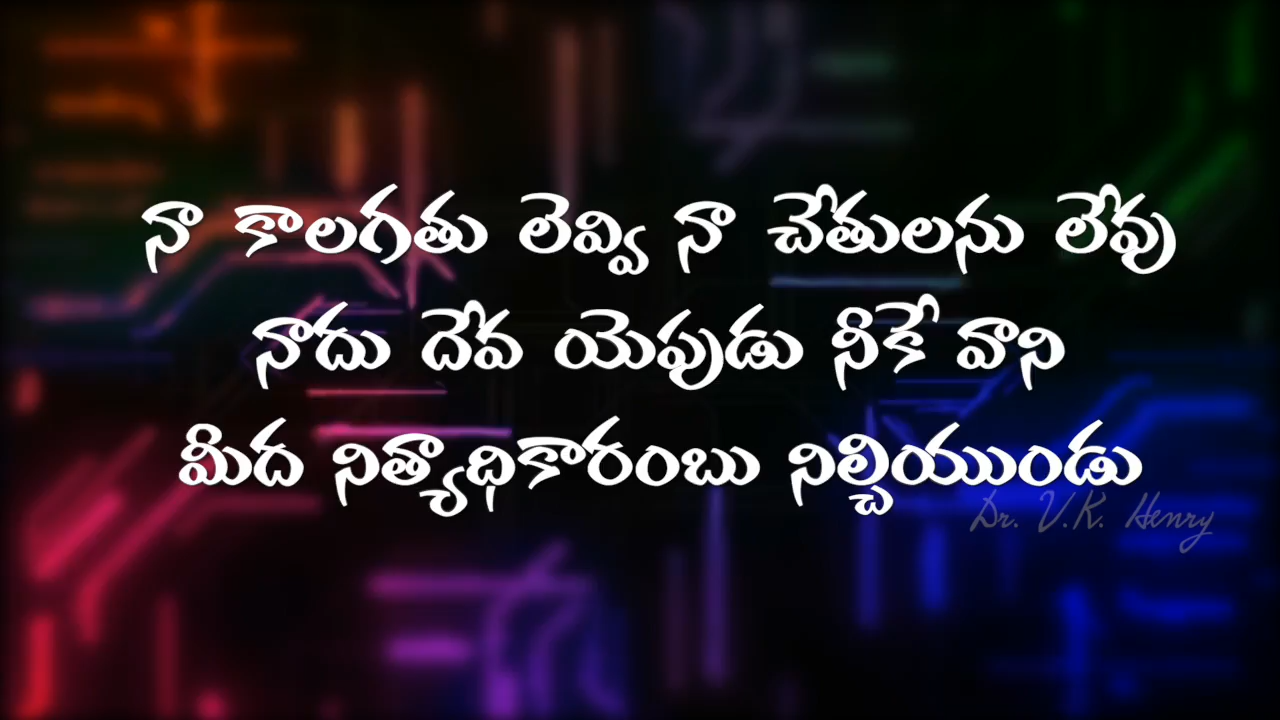 నా కాలగతు లెవ్వి నా చేతులను లేవు
నాదు దేవ యెపుడు నీకే వాని
మీద నిత్యాధికారంబు నిల్చియుండు
Dr. V.K. Henry